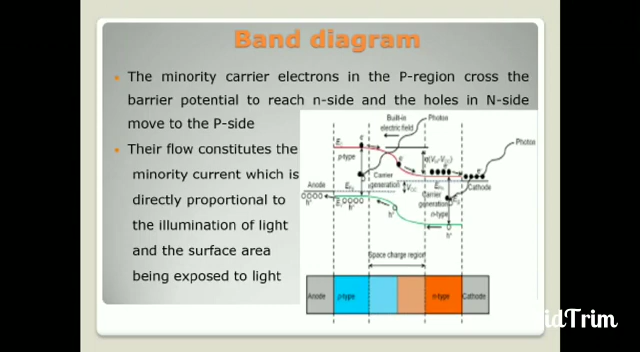 Band diagram
• The minority carrier electrons in the P-region cross the
barrier potential to reach n-side and the holes in N-side
move to the P-side
• Their flow constitutes the
minority current which is
directly proportional to
the illumination of light
and the surface area
being exposed to light
Built-in
electric field
Photon
Photon
p-type
Carrier
generation
Anode
Cathode
Carrier
generation
n-type
h⁺
h⁺
h⁺
Space charge region
Anode
p-type
n-type
Cathode
idTrim